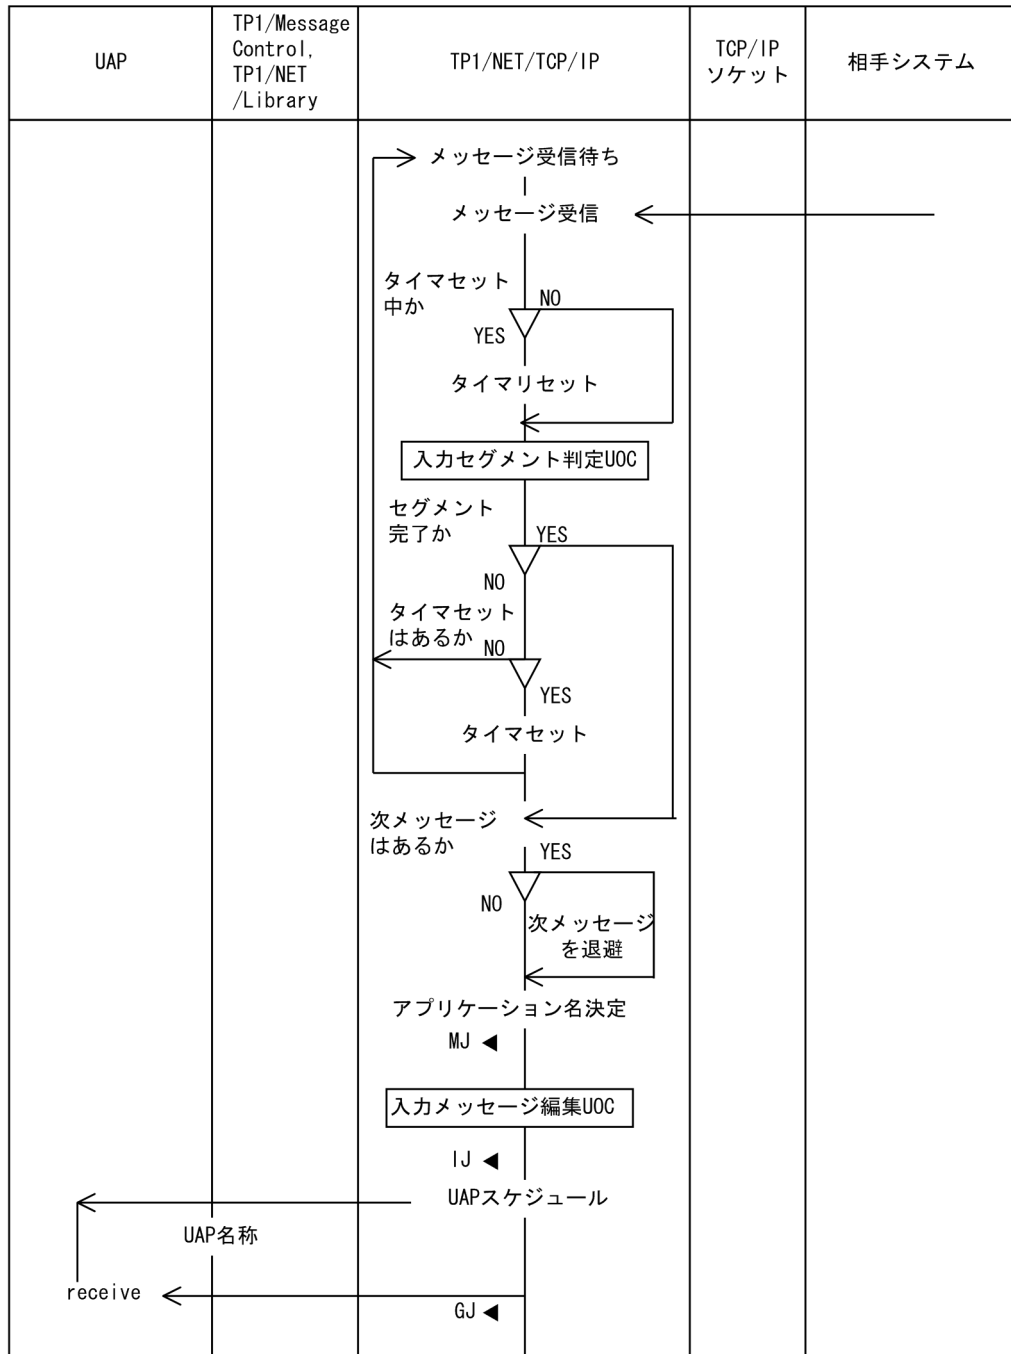 UAP
TP1/Message
Control,
TP1/NET
/Library
TP1/NET/TCP/IP
TCP/IP
ソケット
相手システム
メッセージ受信待ち
メッセージ受信
タイマセット
中か
NO
YES
タイマリセット
入力セグメント判定UOC
セグメント
完了か
YES
NO
タイマセット
はあるか
NO
YES
タイマセット
次メッセージ
はあるか
YES
NO
次メッセージ
を退避
アプリケーション名決定
MJ
入力メッセージ編集UOC
IJ
UAPスケジュール
UAP名称
receive
GJ